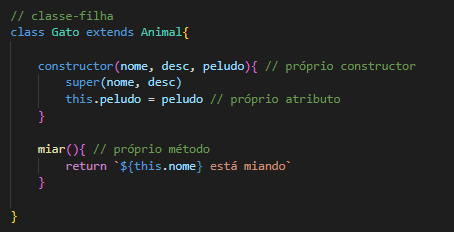 // classe-filha
class Gato extends Animal{
constructor(nome, desc, peludo){ // próprio constructor
super(nome, desc)
this.peludo = peludo // próprio atributo
}
miar(){ // próprio método
return `${this.nome} está miando`
}
}